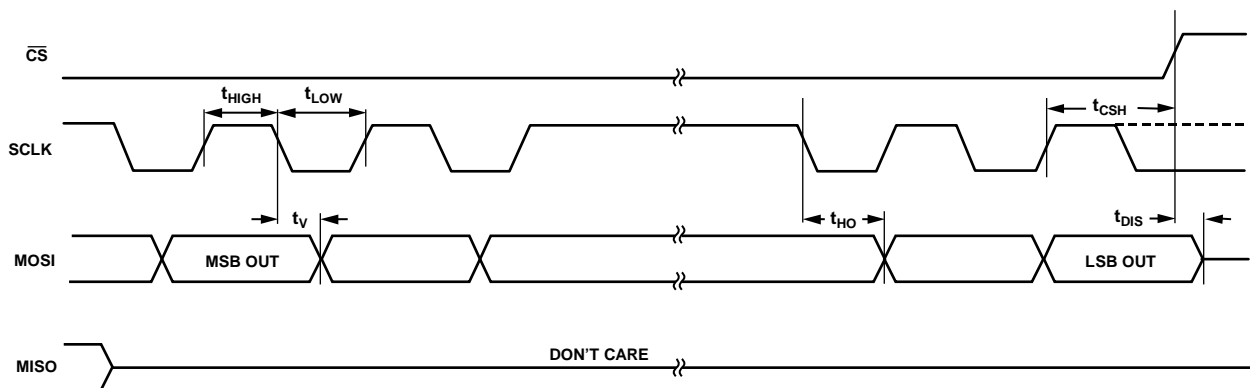 CS
tHIGH
tLOW
tCSH
SCLK
tV
tHO
tDIS
MOSI
MSB OUT
LSB OUT
MISO
DON'T CARE